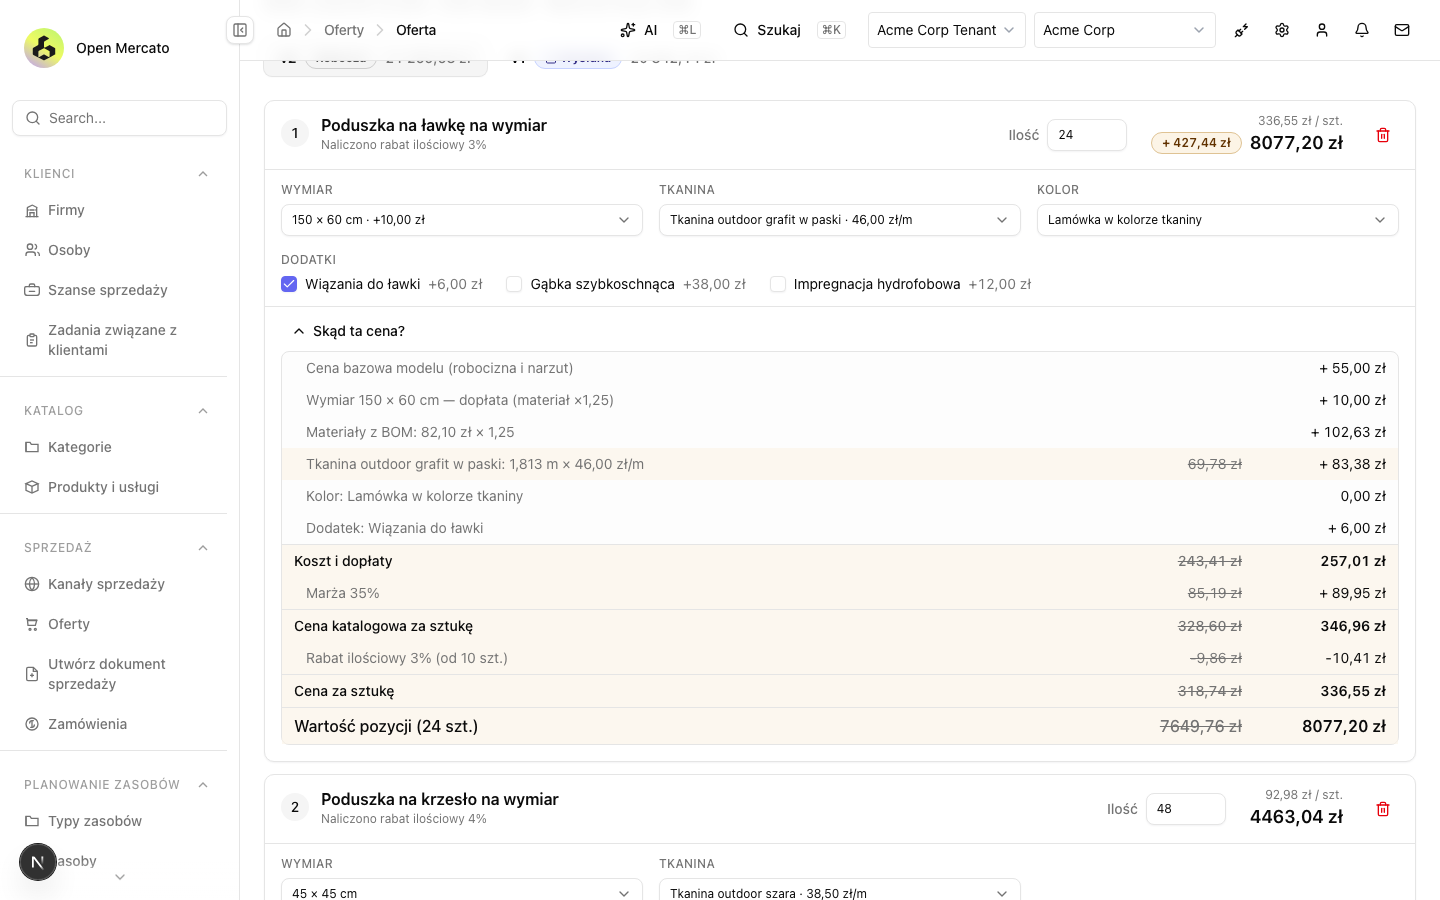 Open Mercato
Search...
KLIENCI
Firmy
Osoby
Szanse sprzedaży
Zadania związane z
klientami
KATALOG
Kategorie
Produkty i usługi
SPRZEDAŻ
Kanały sprzedaży
Oferty
Utwórz dokument
sprzedaży
Zamówienia
PLANOWANIE ZASOBÓW
Typy zasobów
asoby
N
Oferty
Oferta
AI ⌘L
Szukaj ⌘K
Acme Corp Tenant
Acme Corp
1
Poduszka na ławkę na wymiar
Naliczono rabat ilościowy 3%
Ilość 24
+ 427,44 zł
336,55 zł / szt.
8077,20 zł
WYMIAR
150 × 60 cm · +10,00 zł
TKANINA
Tkanina outdoor grafit w paski · 46,00 zł/m
KOLOR
Lamówka w kolorze tkaniny
DODATKI
Wiązania do ławki +6,00 zł
Gąbka szybkoschnąca +38,00 zł
Impregnacja hydrofobowa +12,00 zł
Skąd ta cena?
Cena bazowa modelu (robocizna i narzut) + 55,00 zł
Wymiar 150 × 60 cm — dopłata (materiał ×1,25) + 10,00 zł
Materiały z BOM: 82,10 zł × 1,25 + 102,63 zł
Tkanina outdoor grafit w paski: 1,813 m × 46,00 zł/m 69,78 zł + 83,38 zł
Kolor: Lamówka w kolorze tkaniny 0,00 zł
Dodatek: Wiązania do ławki + 6,00 zł
Koszt i dopłaty 243,41 zł 257,01 zł
Marża 35% 85,19 zł + 89,95 zł
Cena katalogowa za sztukę 328,60 zł 346,96 zł
Rabat ilościowy 3% (od 10 szt.) -9,86 zł -10,41 zł
Cena za sztukę 318,74 zł 336,55 zł
Wartość pozycji (24 szt.) 7649,76 zł 8077,20 zł
2
Poduszka na krzesło na wymiar
Naliczono rabat ilościowy 4%
Ilość 48
92,98 zł / szt.
4463,04 zł
WYMIAR
45 × 45 cm
TKANINA
Tkanina outdoor szara · 38,50 zł/m